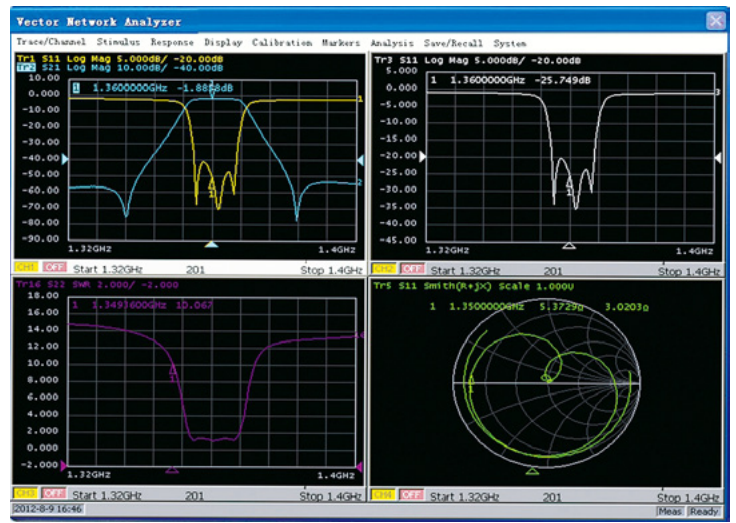 Vector Network Analyzer
Trace/Channel Stimulus Response Display Calibration Markers Analysis Save/Recall System
Tr1 S11 Log Mag 5.000dB/ -20.00dB
Tr2 S21 Log Mag 10.00dB/ -40.00dB
10.00
0.000
-10.00
-20.00
-30.00
-40.00
-50.00
-60.00
-70.00
-80.00
-90.00
1 1.3600000GHz
1
2
1
1.32GHz 1.4GHz
CH1 OFF Start 1.32GHz 201 Stop 1.4GHz
Tr3 S11 Log Mag 5.000dB/ -20.00dB
5.000
0.000
-5.000
-10.00
-15.00
-20.00
-25.00
-30.00
-35.00
-40.00
-45.00
1 1.3600000GHz -25.749dB
3
1
1.32GHz 1.4GHz
CH2 OFF Start 1.32GHz 201 Stop 1.4GHz
Tr16 S22 SWR 2.000/ -2.000
18.00
16.00
14.00
12.00
10.00
8.000
6.000
4.000
2.000
0.000
-2.000
1 1.3493600GHz 10.067
1
1.32GHz 1.4GHz
CH3 OFF Start 1.32GHz 201 Stop 1.4GHz
Tr5 S11 Smith(R+jX) Scale 1.000U
1 1.3500000GHz 5.3729Ω 3.0203Ω
1
CH4 OFF Start 1.32GHz 201 Stop 1.4GHz
2012-8-9 16:46 Meas Ready